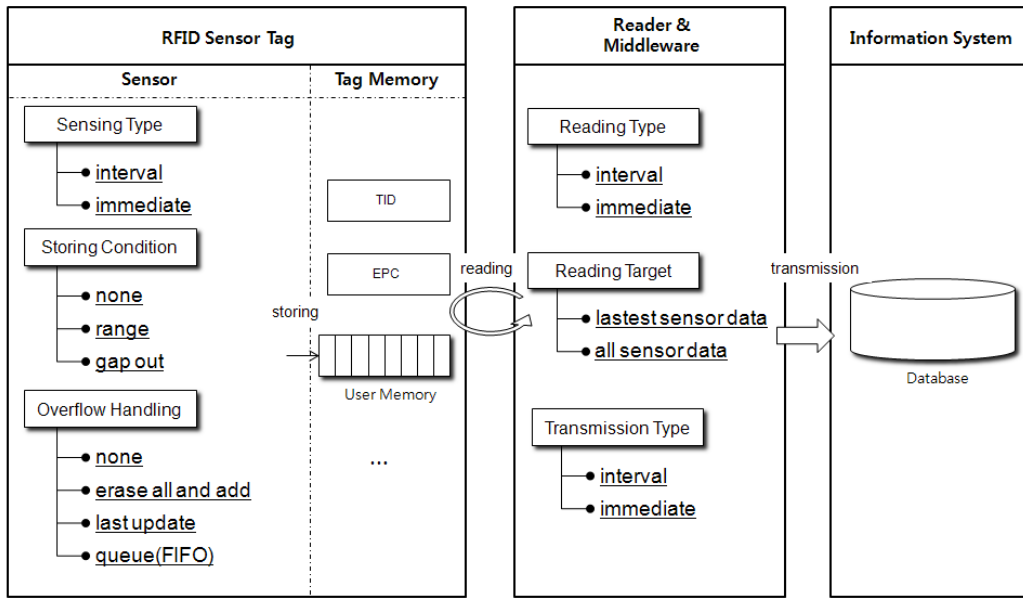 RFID Sensor Tag
Sensor
Tag Memory
Sensing Type
interval
immediate
Storing Condition
none
range
gap out
Overflow Handling
none
erase all and add
last update
queue(FIFO)
TID
EPC
storing
User Memory
...
reading
Reader &
Middleware
Reading Type
interval
immediate
Reading Target
lastest sensor data
all sensor data
Transmission Type
interval
immediate
transmission
Information System
Database